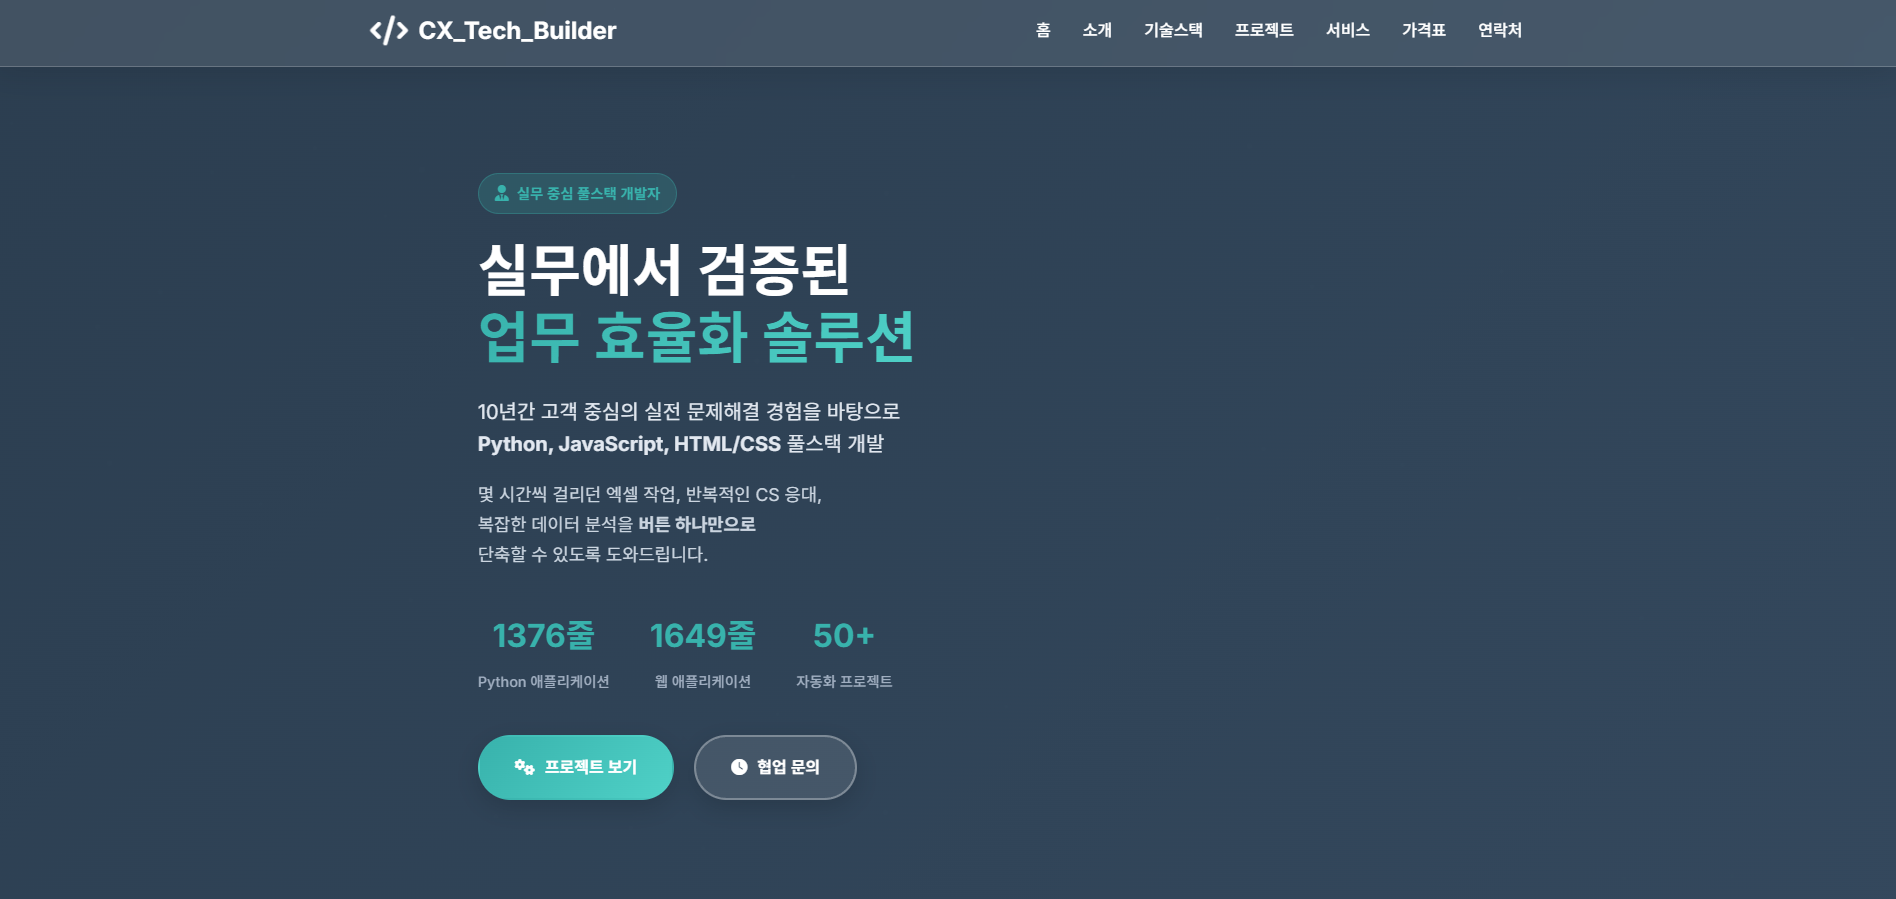 CX_Tech_Builder
홈 소개 기술스택 프로젝트 서비스 가격표 연락처
실무 중심 풀스택 개발자
실무에서 검증된
업무 효율화 솔루션
10년간 고객 중심의 실전 문제해결 경험을 바탕으로
Python, JavaScript, HTML/CSS 풀스택 개발
몇 시간씩 걸리던 엑셀 작업, 반복적인 CS 응대,
복잡한 데이터 분석을 버튼 하나만으로
단축할 수 있도록 도와드립니다.
1376줄 1649줄 50+
Python 애플리케이션 웹 애플리케이션 자동화 프로젝트
프로젝트 보기 협업 문의